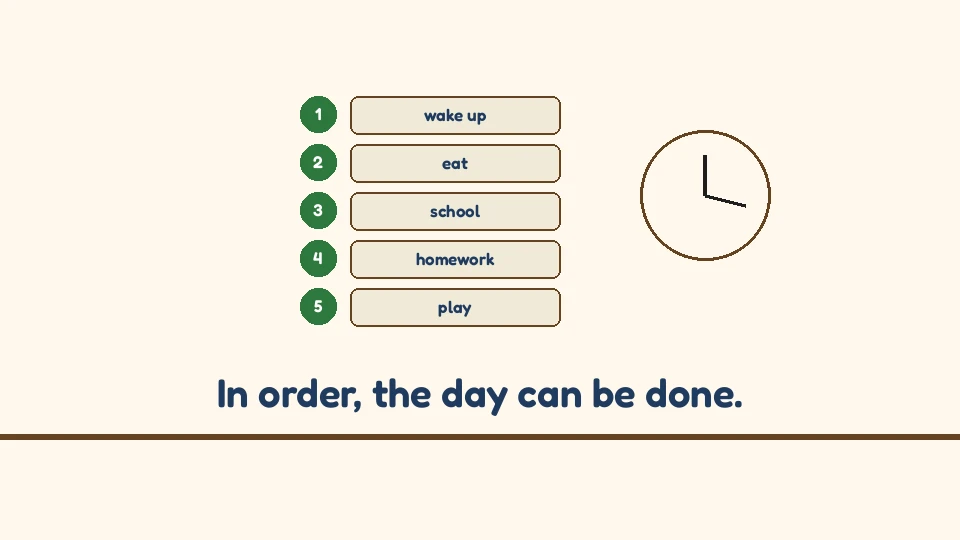 1 wake up
2 eat
3 school
4 homework
5 play
In order, the day can be done.